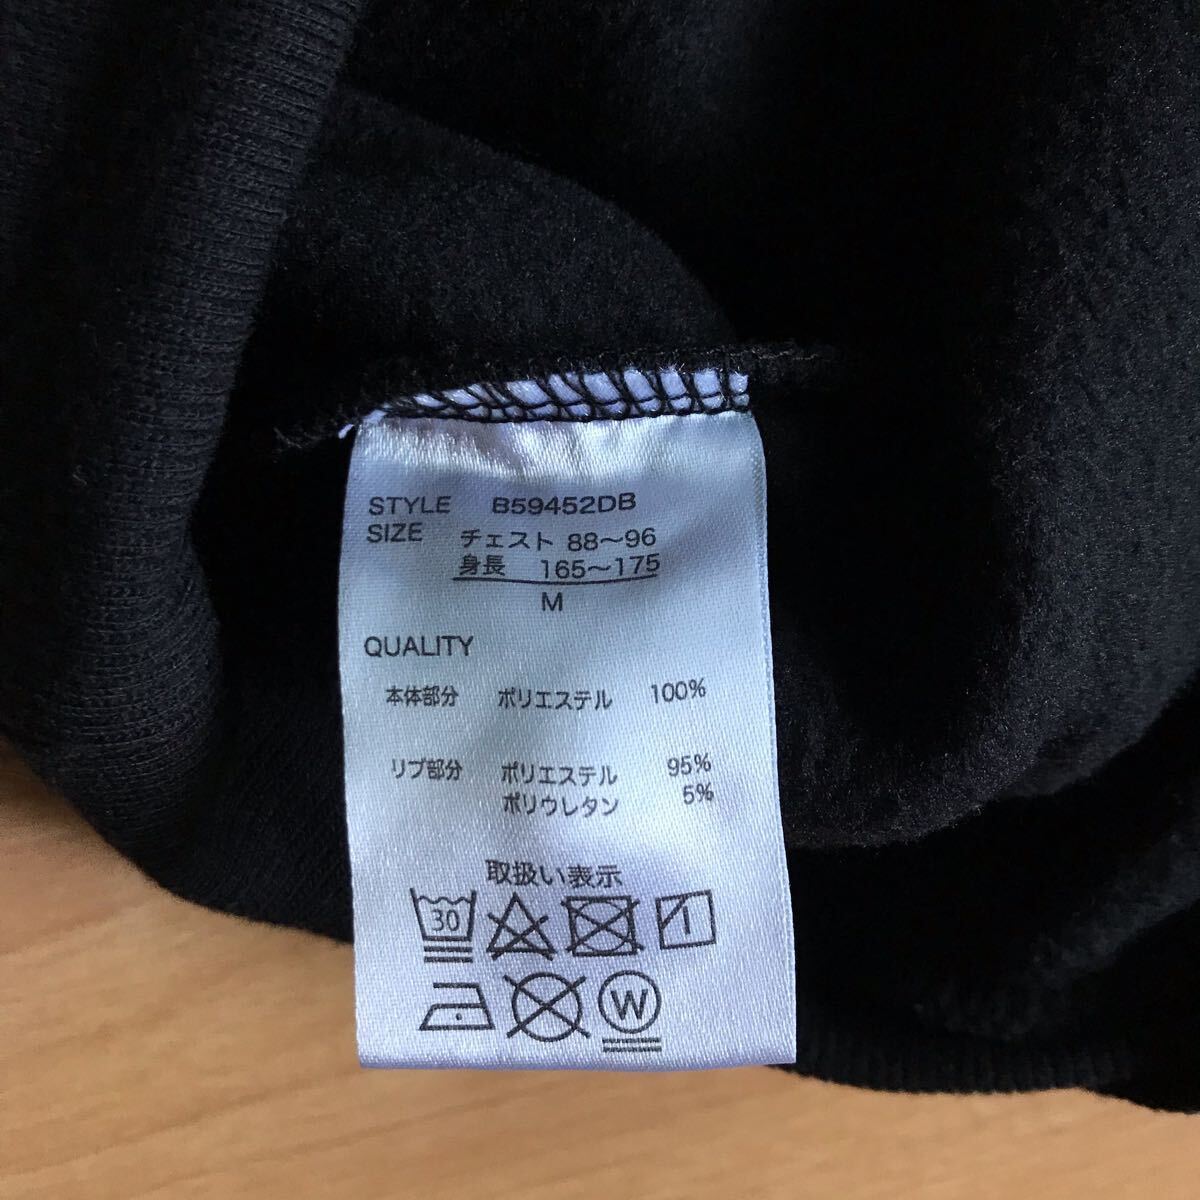 STYLE B59452DB
SIZE チェスト 88～96
身長 165～175
M
QUALITY
本体部分 ポリエステル 100%
リブ部分 ポリエステル 95%
ポリウレタン 5%
取扱い表示
30
W